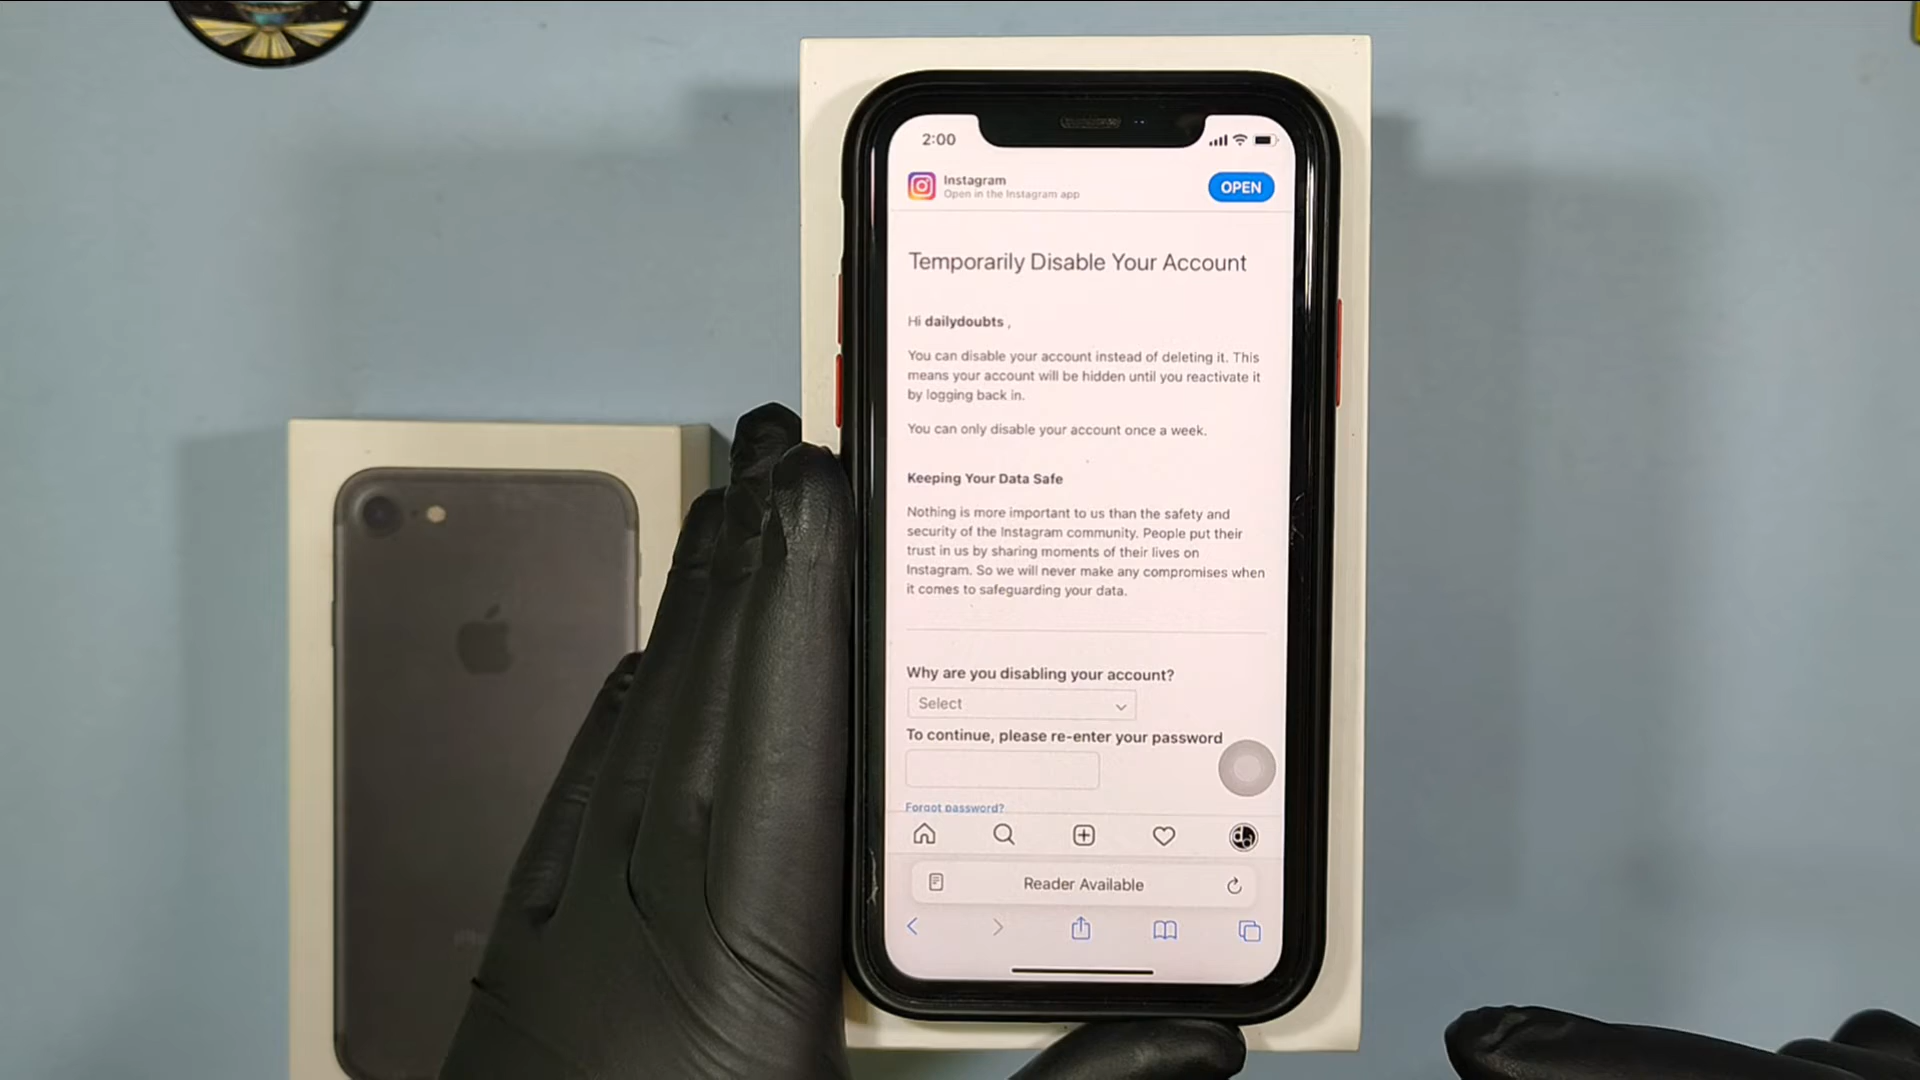 2:00
Instagram
Open in the Instagram app
OPEN
Temporarily Disable Your Account
Hi dailydoubts ,
You can disable your account instead of deleting it. This
means your account will be hidden until you reactivate it
by logging back in.
You can only disable your account once a week.
Keeping Your Data Safe
Nothing is more important to us than the safety and
security of the Instagram community. People put their
trust in us by sharing moments of their lives on
Instagram. So we will never make any compromises when
it comes to safeguarding your data.
Why are you disabling your account?
Select
To continue, please re-enter your password
Forgot password?
Reader Available